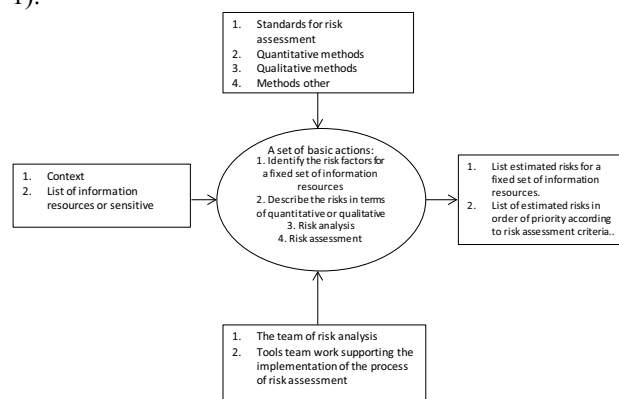 1).
1. Standards for risk
assessment
2. Quantitative methods
3. Qualitative methods
4. Methods other
A set of basic actions:
1. Identify the risk factors for
a fixed set of information
resources
2. Describe the risks in terms
of quantitative or qualitative
3. Risk analysis
4. Risk assessment
1. Context
2. List of information
resources or sensitive
1. List estimated risks for a
fixed set of information
resources.
2. List of estimated risks in
order of priority according
to risk assessment criteria..
1. The team of risk analysis
2. Tools team work supporting the
implementation of the process
of risk assessment